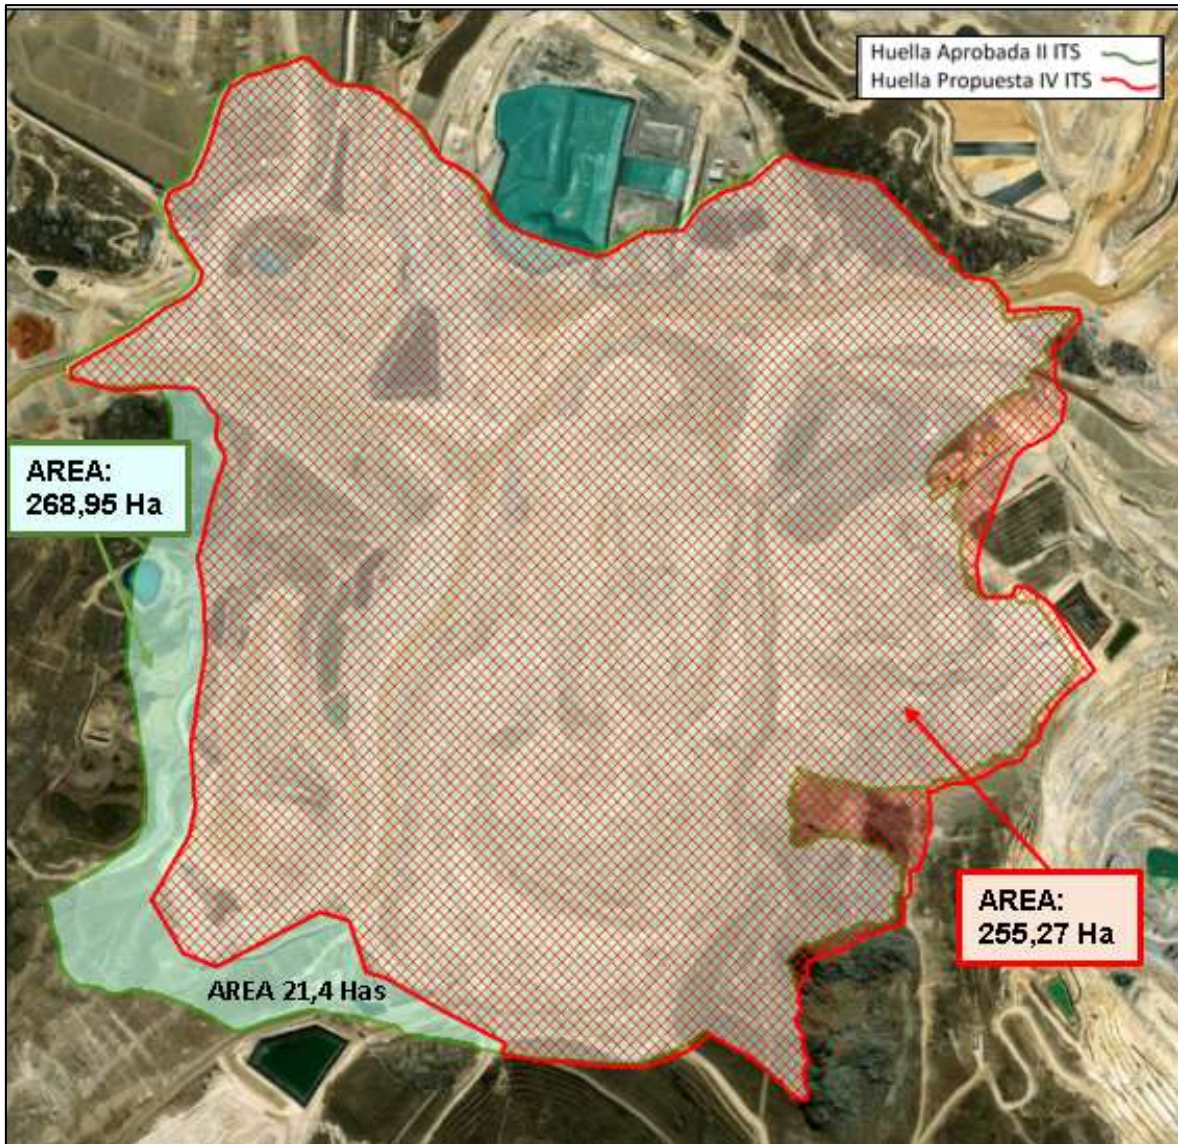 Huella Aprobada II ITS
Huella Propuesta IV ITS
AREA:
268,95 Ha
AREA:
255,27 Ha
AREA 21,4 Has